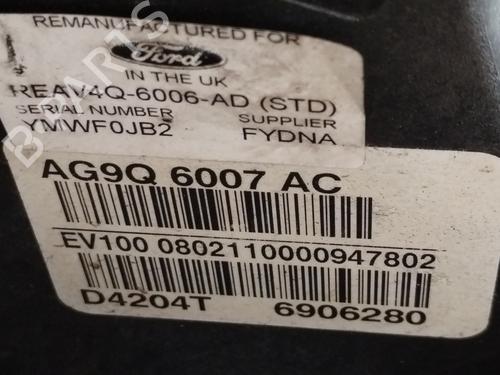 REMANUFACTURED FOR
Ford
IN THE UK
REAV4Q-6006-AD (STD)
SERIAL NUMBER SUPPLIER
YMWF0JB2 FYDNA
AG9Q 6007 AC
EV100 0802110000947802
D4204T 6906280